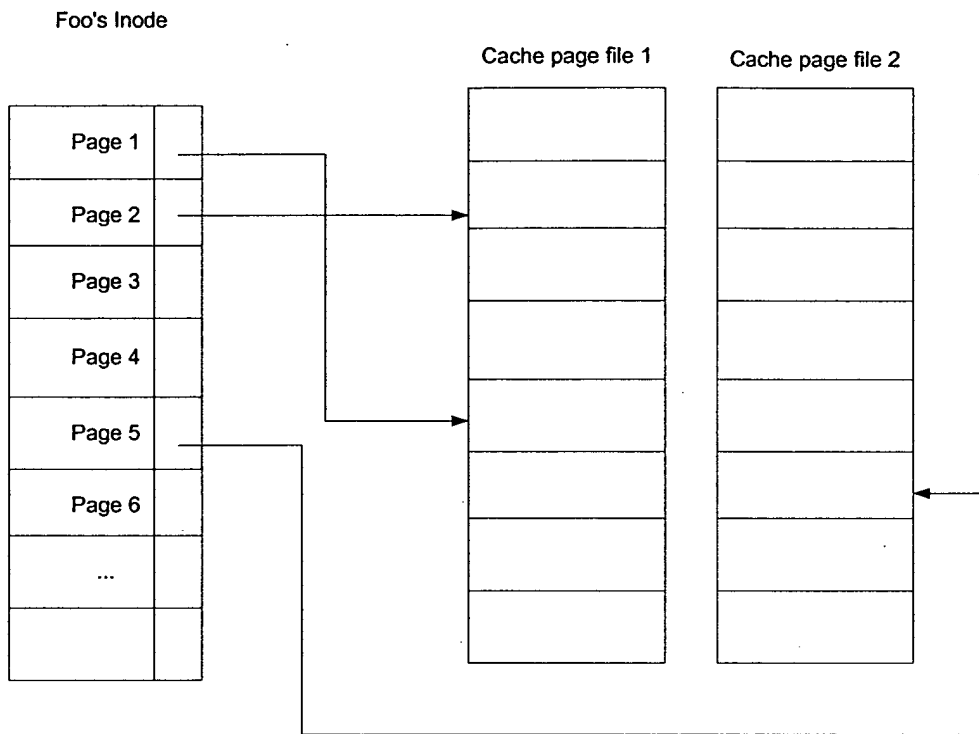 Foo's Inode
Cache page file 1
Cache page file 2
Page 1
Page 2
Page 3
Page 4
Page 5
Page 6
...